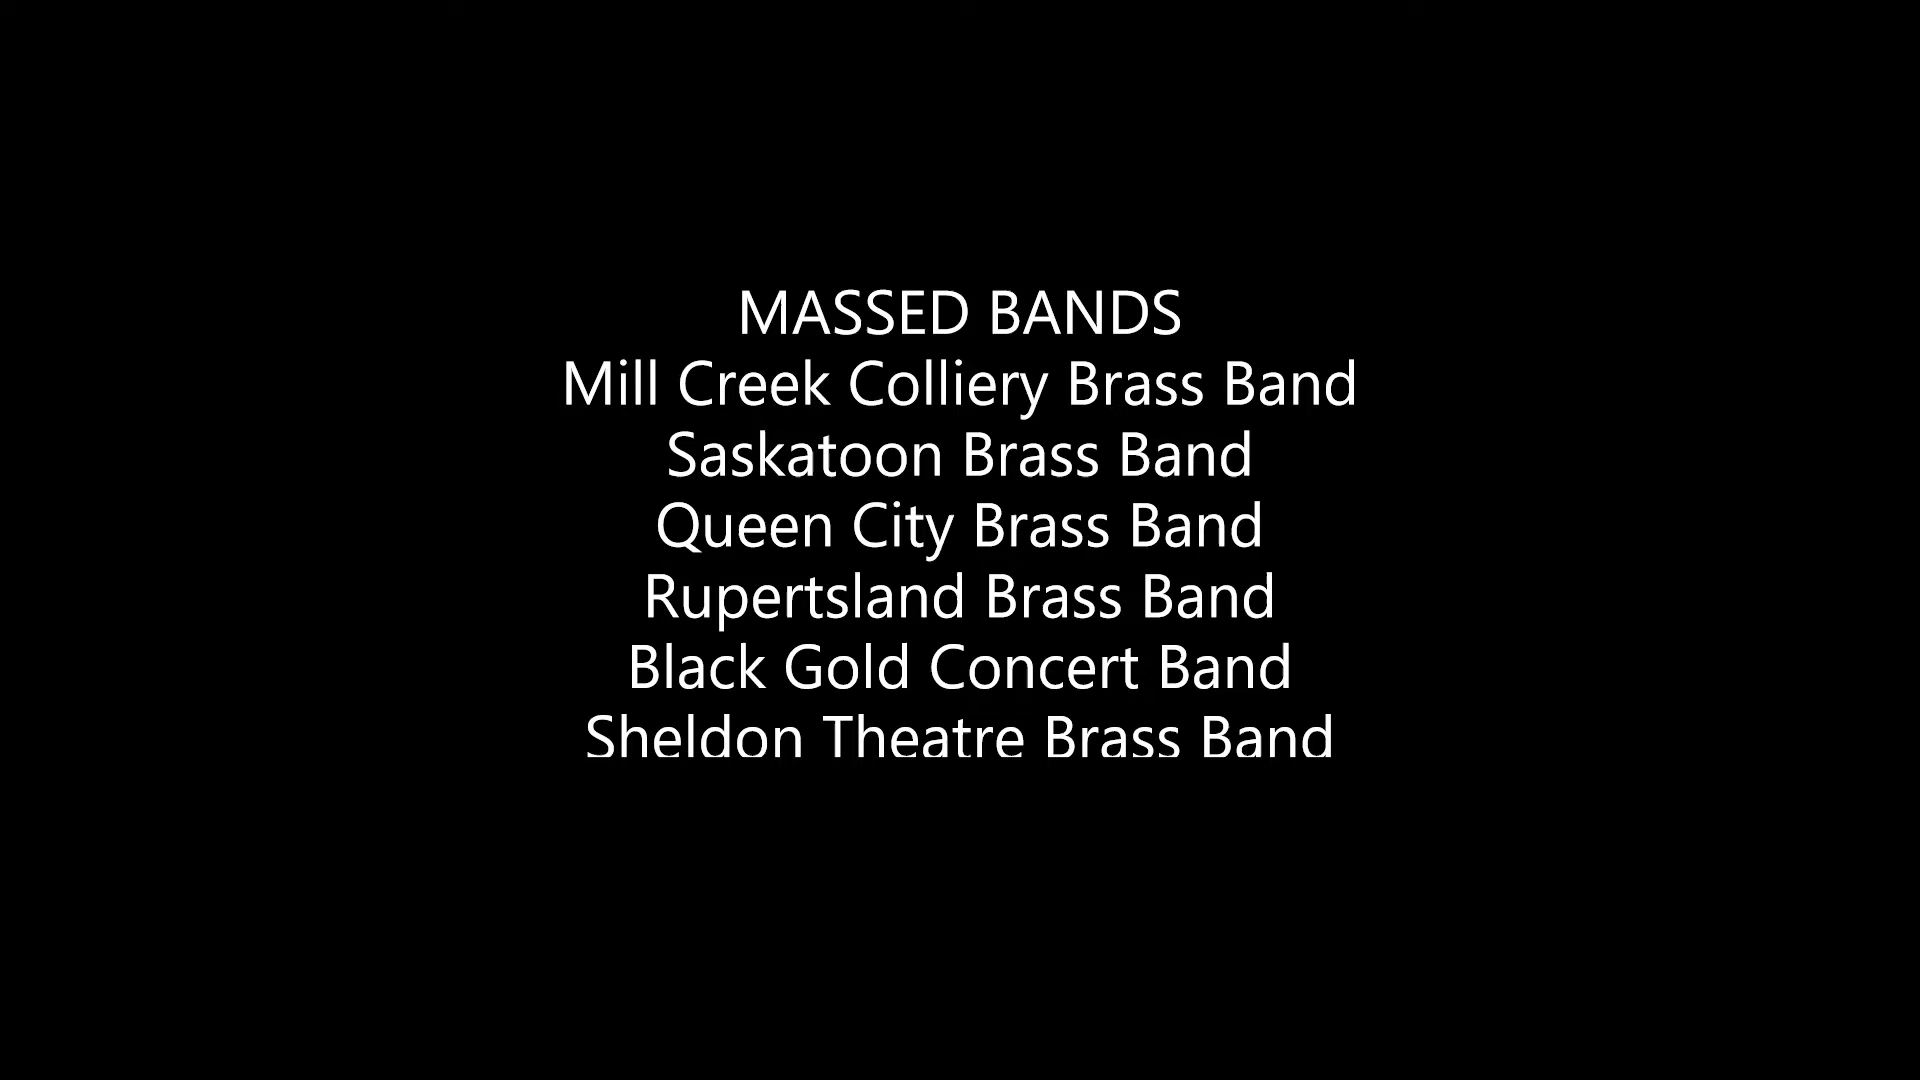 MASSED BANDS
Mill Creek Colliery Brass Band
Saskatoon Brass Band
Queen City Brass Band
Rupertsland Brass Band
Black Gold Concert Band
Sheldon Theatre Brass Band